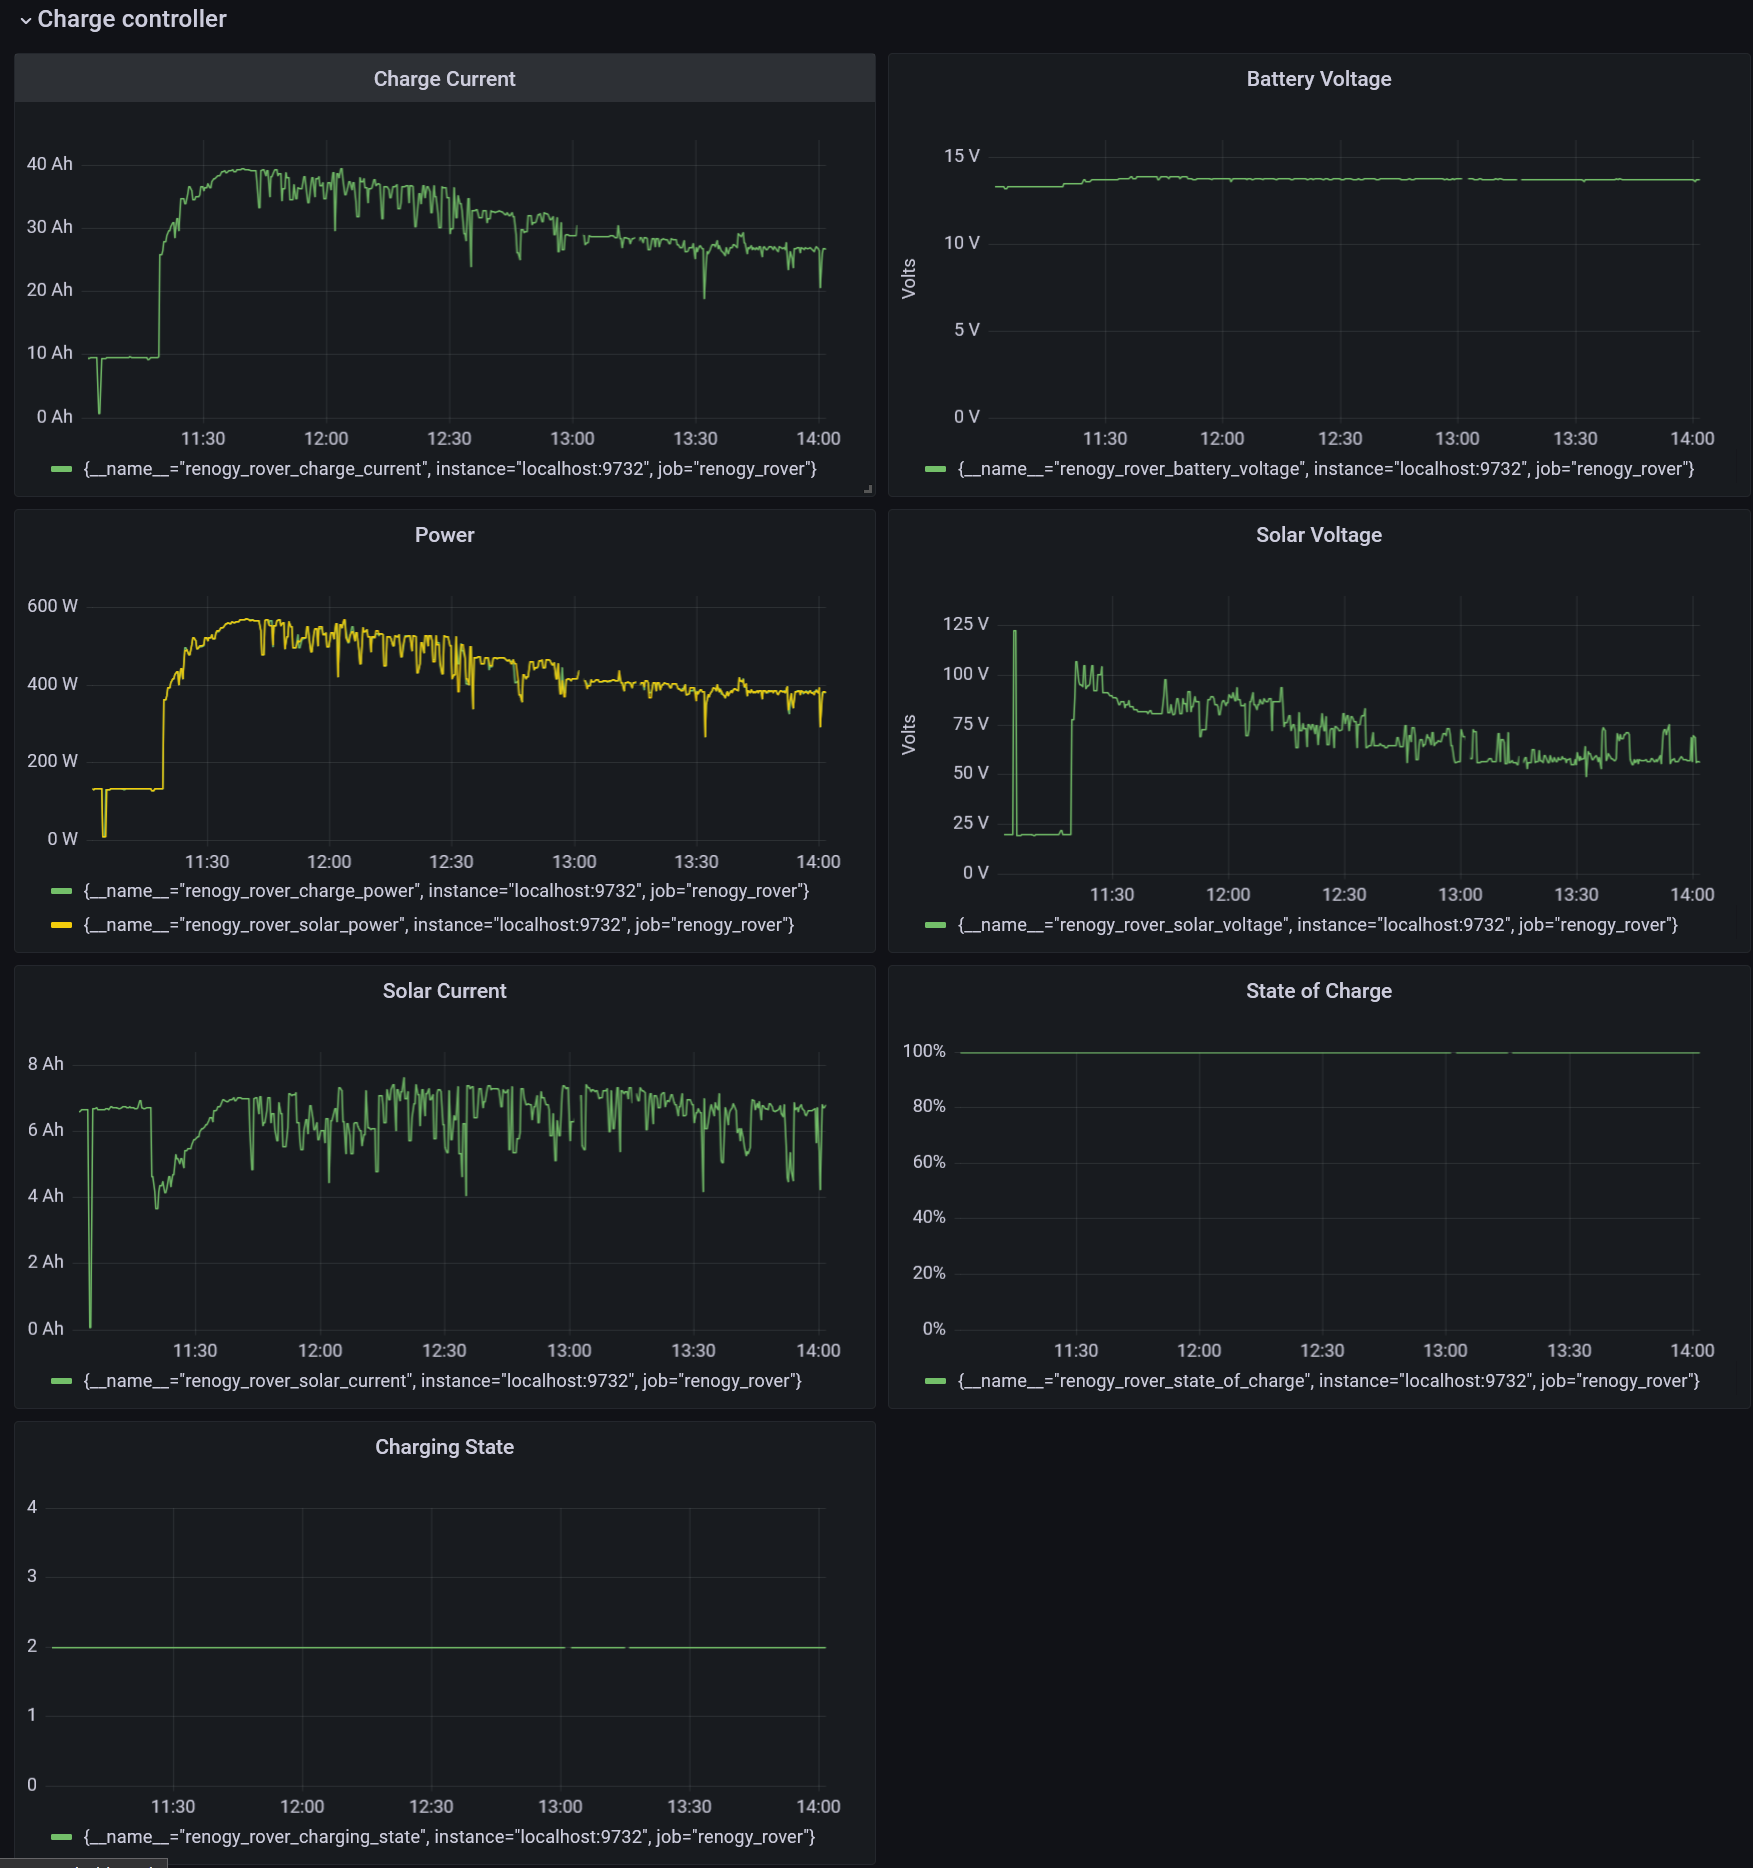 Charge controller
Charge Current
40 Ah
30 Ah
20 Ah
10 Ah
0 Ah
11:30 12:00 12:30 13:00 13:30 14:00
{__name__="renogy_rover_charge_current", instance="localhost:9732", job="renogy_rover"}
Battery Voltage
Volts
15 V
10 V
5 V
0 V
11:30 12:00 12:30 13:00 13:30 14:00
{__name__="renogy_rover_battery_voltage", instance="localhost:9732", job="renogy_rover"}
Power
600 W
400 W
200 W
0 W
11:30 12:00 12:30 13:00 13:30 14:00
{__name__="renogy_rover_charge_power", instance="localhost:9732", job="renogy_rover"}
{__name__="renogy_rover_solar_power", instance="localhost:9732", job="renogy_rover"}
Solar Voltage
Volts
125 V
100 V
75 V
50 V
25 V
0 V
11:30 12:00 12:30 13:00 13:30 14:00
{__name__="renogy_rover_solar_voltage", instance="localhost:9732", job="renogy_rover"}
Solar Current
8 Ah
6 Ah
4 Ah
2 Ah
0 Ah
11:30 12:00 12:30 13:00 13:30 14:00
{__name__="renogy_rover_solar_current", instance="localhost:9732", job="renogy_rover"}
State of Charge
100%
80%
60%
40%
20%
0%
11:30 12:00 12:30 13:00 13:30 14:00
{__name__="renogy_rover_state_of_charge", instance="localhost:9732", job="renogy_rover"}
Charging State
4
3
2
1
0
11:30 12:00 12:30 13:00 13:30 14:00
{__name__="renogy_rover_charging_state", instance="localhost:9732", job="renogy_rover"}